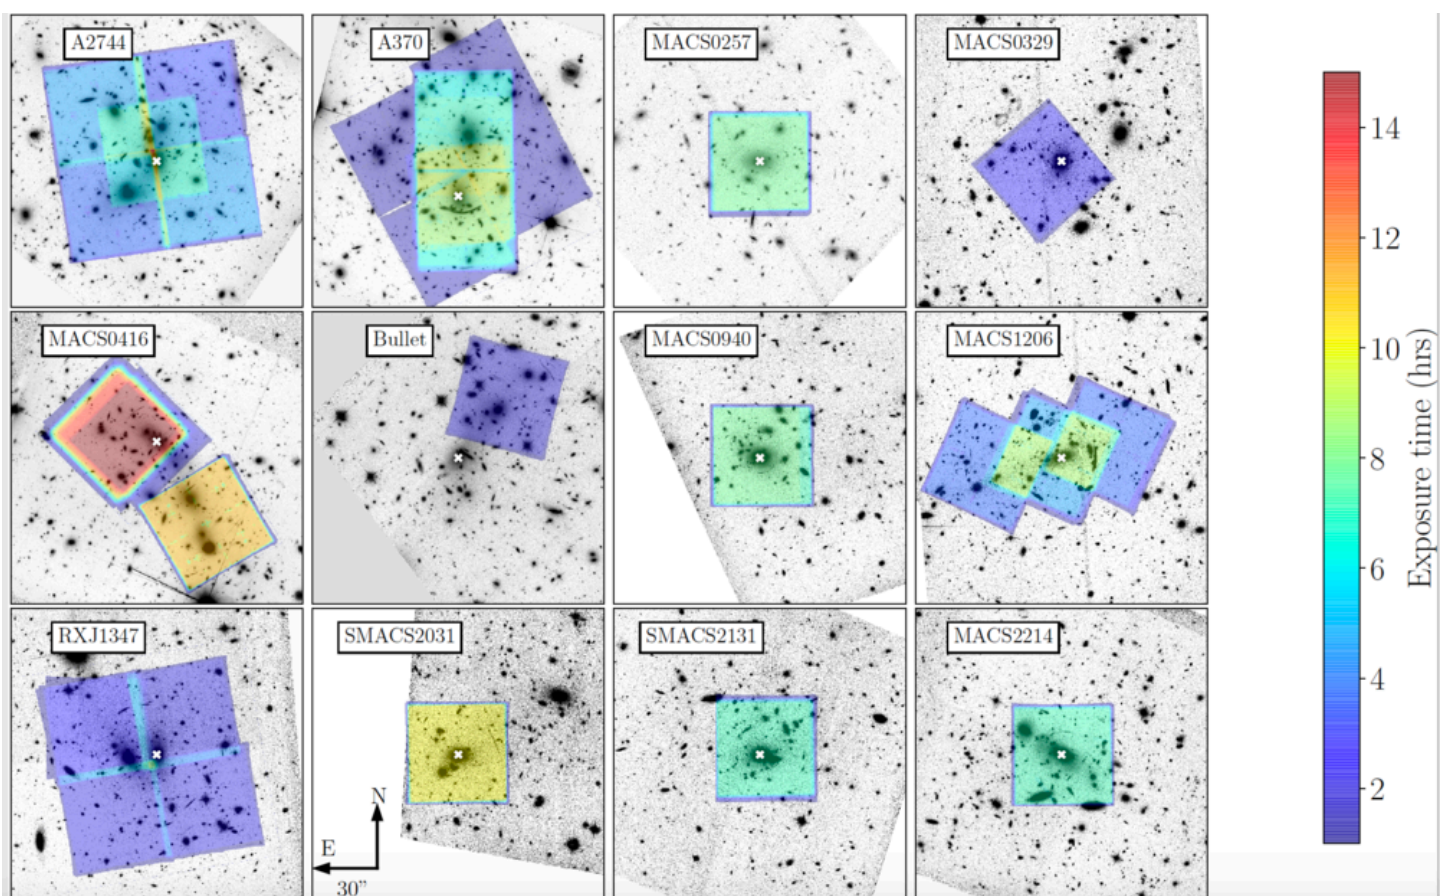 A2744
A370
MACS0257
MACS0329
MACS0416
Bullet
MACS0940
MACS1206
RXJ1347
SMACS2031
SMACS2131
MACS2214
N
E
30"
14
12
10
8
6
4
2
Exposure time (hrs)